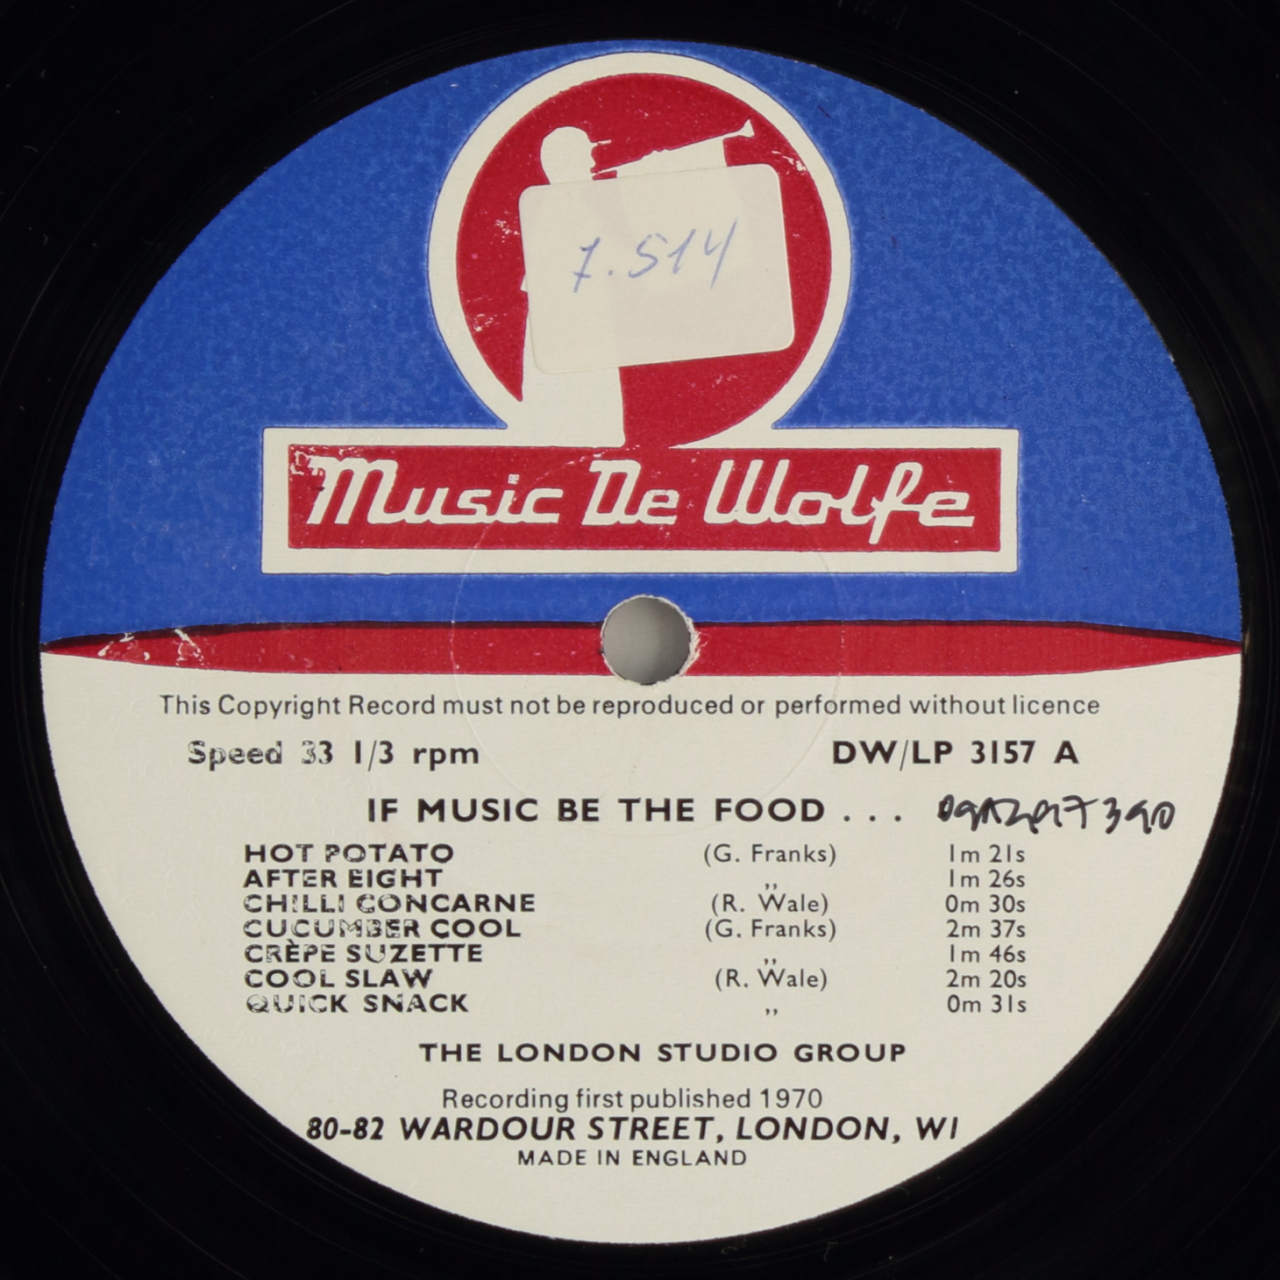 7.514
Music De Wolfe
This Copyright Record must not be reproduced or performed without licence
Speed 33 1/3 rpm DW/LP 3157 A
IF MUSIC BE THE FOOD . . .
HOT POTATO (G. Franks) 1m 21s
AFTER EIGHT ,, 1m 26s
CHILLI CONCARNE (R. Wale) 0m 30s
CUCUMBER COOL (G. Franks) 2m 37s
CRÈPE SUZETTE ,, 1m 46s
COOL SLAW (R. Wale) 2m 20s
QUICK SNACK ,, 0m 31s
THE LONDON STUDIO GROUP
Recording first published 1970
80-82 WARDOUR STREET, LONDON, W1
MADE IN ENGLAND